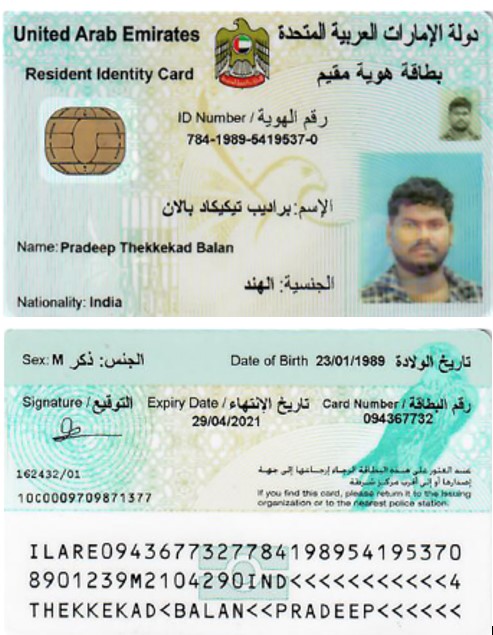 United Arab Emirates دولة الإمارات العربية المتحدة
Resident Identity Card بطاقة هوية مقيم
ID Number / رقم الهوية
784-1989-5419537-0
الإسم: براديب تيكيكاد بالان
Name: Pradeep Thekkekad Balan
الجنسية: الهند
Nationality: India
Sex: M الجنس: ذكر Date of Birth 23/01/1989 تاريخ الولادة
Signature / التوقيع Expiry Date / تاريخ الإنتهاء Card Number / رقم البطاقة
29/04/2021 094367732
162432/01
10C0009709871377
عند العثور على هذه البطاقة الرجاء إرجاعها إلى جهة
إصدارها أو إلى أقرب مركز شرطة
If you find this card, please return it to the issuing
organization or to the nearest police station.
ILARE0943677327784198954195370
8901239M2104290IND<<<<<<<<<<<4
THEKKEKAD<BALAN<<PRADEEP<<<<<<